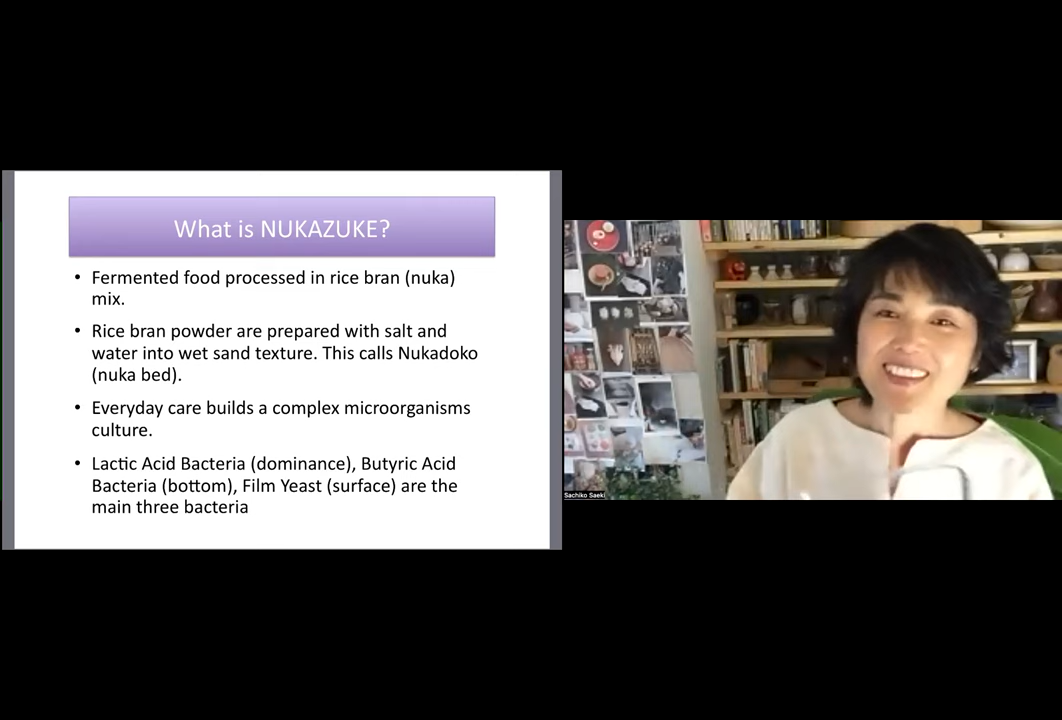 What is NUKAZUKE?
• Fermented food processed in rice bran (nuka)
mix.
• Rice bran powder are prepared with salt and
water into wet sand texture. This calls Nukadoko
(nuka bed).
• Everyday care builds a complex microorganisms
culture.
• Lactic Acid Bacteria (dominance), Butyric Acid
Bacteria (bottom), Film Yeast (surface) are the
main three bacteria
Sachiko Saeki